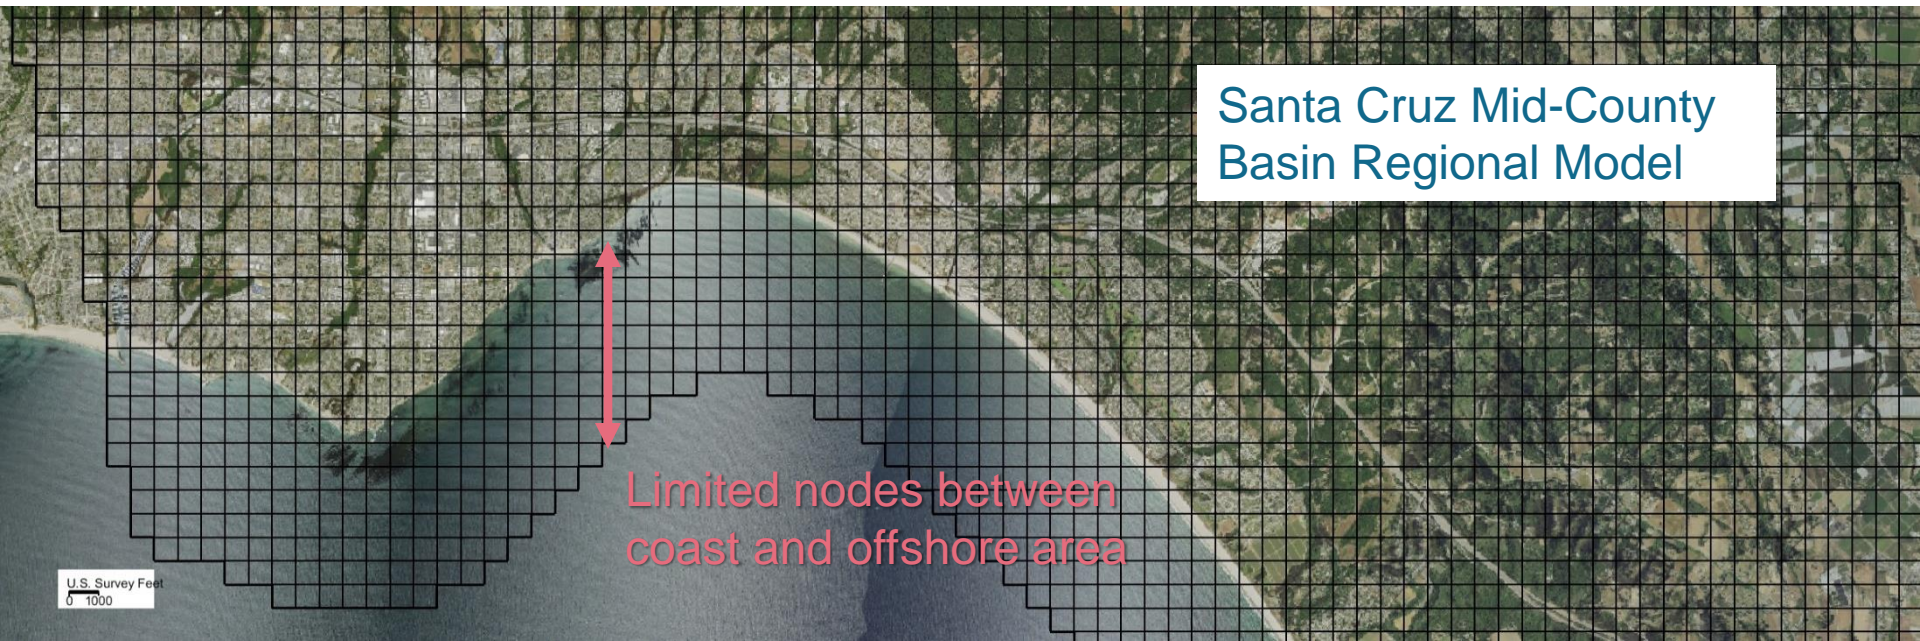 Santa Cruz Mid-County
Basin Regional Model
Limited nodes between
coast and offshore area
U.S. Survey Feet
0 1000